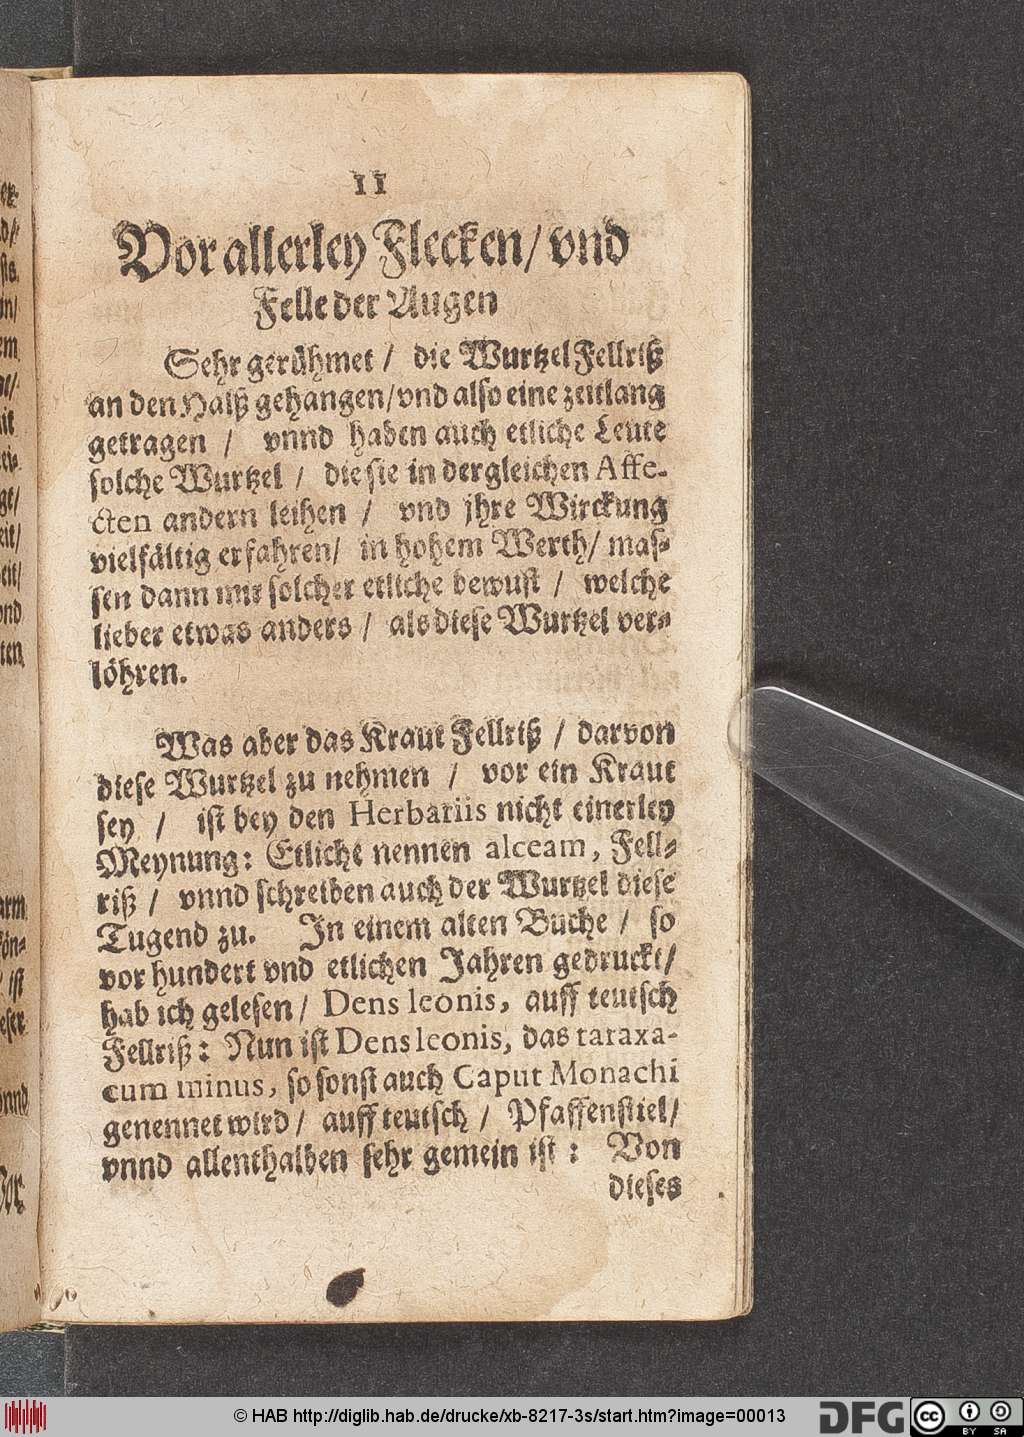 11
Vor allerley Flecken/ vnd
Felle der Augen
Sehr gerühmet / die Wurtzel Fellriß
an den Halß gehangen/vnd also eine zeitlang
getragen / vnnd haben auch etliche Leute
solche Wurtzel / die sie in dergleichen Affe-
cten andern leihen / vnd jhre Wirckung
vielfältig erfahren/ in hohem Werth/ mas-
sen dann mir solcher etliche bewust / welche
lieber etwas anders / als diese Wurtzel ver-
löhren.
Was aber das Kraut Fellriß / darvon
diese Wurtzel zu nehmen / vor ein Kraut
sey / ist bey den Herbariis nicht einerley
Meynung: Etliche nennen alceam, Fell-
riß / vnnd schreiben auch der Wurtzel diese
Tugend zu. In einem alten Buche / so
vor hundert vnd etlichen Jahren gedruckt/
hab ich gelesen/ Dens leonis, auff teutsch
Fellriß: Nun ist Dens leonis, das taraxa-
cum minus, so sonst auch Caput Monachi
genennet wird/ auff teutsch / Pfaffenstiel/
vnnd allenthalben sehr gemein ist : Von
dieses
© HAB http://diglib.hab.de/drucke/xb-8217-3s/start.htm?image=00013
DFG
cc
BY SA